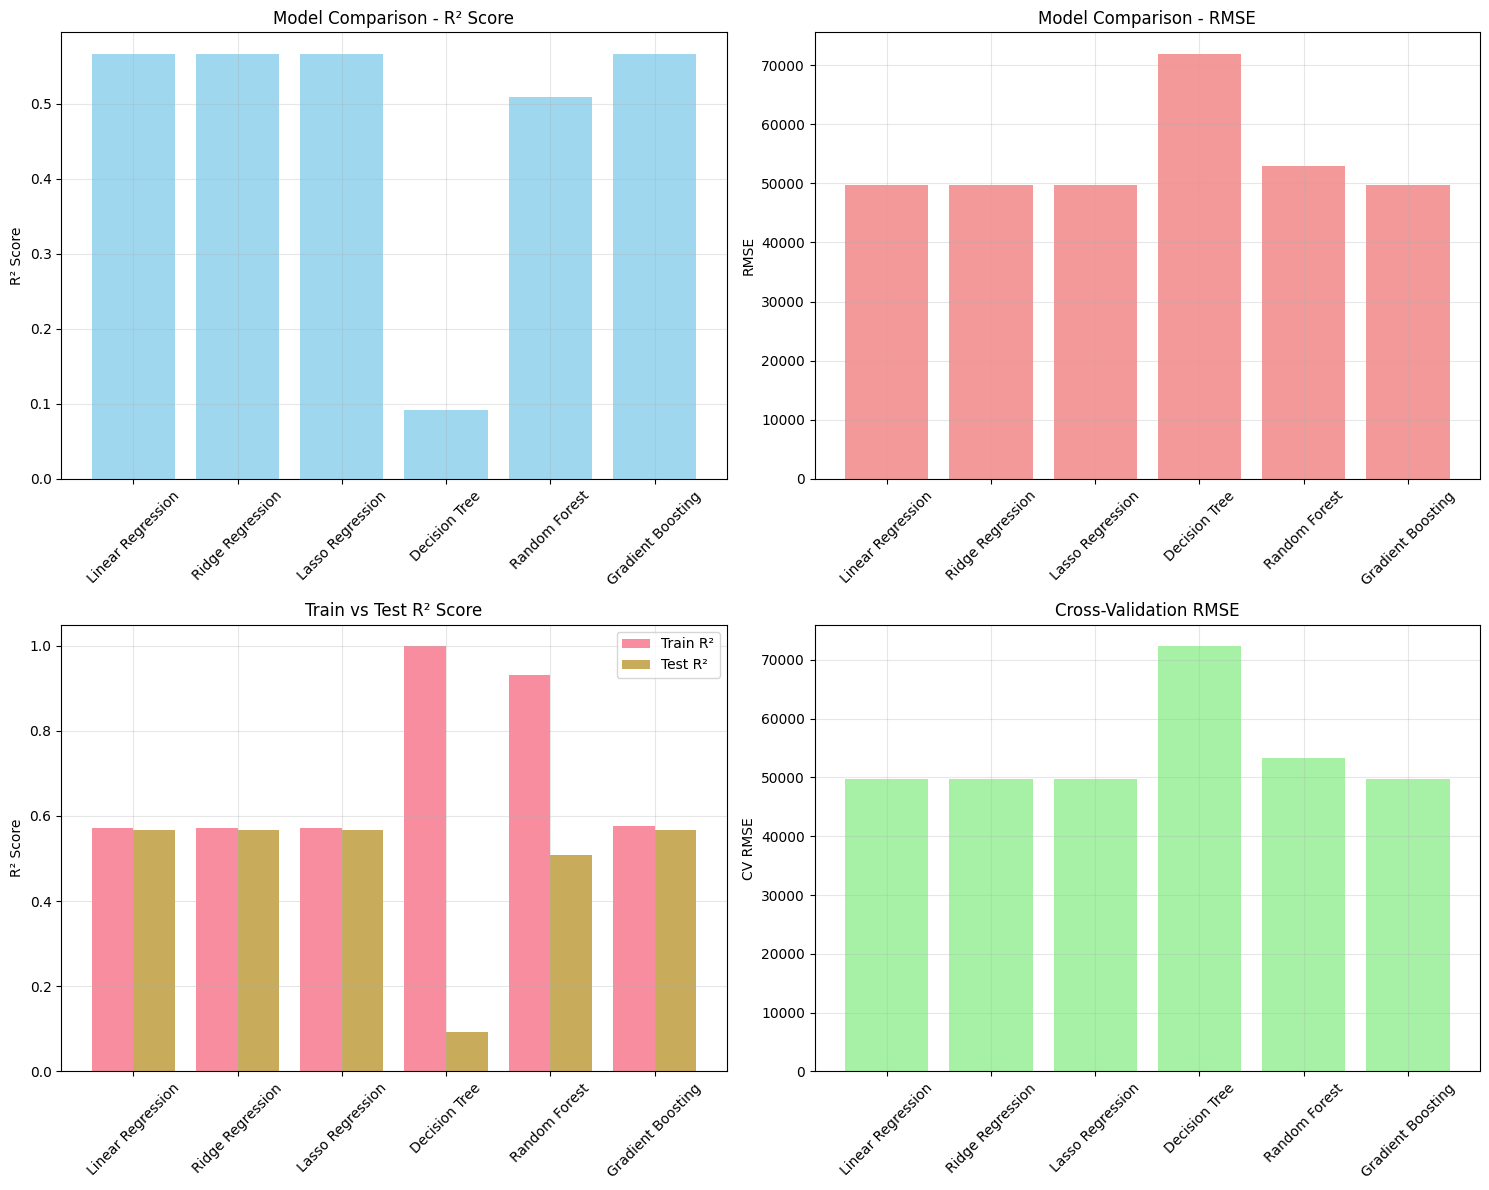 Model Comparison - R² Score
R² Score
0.5
0.4
0.3
0.2
0.1
0.0
Linear Regression
Ridge Regression
Lasso Regression
Decision Tree
Random Forest
Gradient Boosting
Model Comparison - RMSE
RMSE
70000
60000
50000
40000
30000
20000
10000
0
Linear Regression
Ridge Regression
Lasso Regression
Decision Tree
Random Forest
Gradient Boosting
Train vs Test R² Score
R² Score
1.0
0.8
0.6
0.4
0.2
0.0
Train R²
Test R²
Linear Regression
Ridge Regression
Lasso Regression
Decision Tree
Random Forest
Gradient Boosting
Cross-Validation RMSE
CV RMSE
70000
60000
50000
40000
30000
20000
10000
0
Linear Regression
Ridge Regression
Lasso Regression
Decision Tree
Random Forest
Gradient Boosting